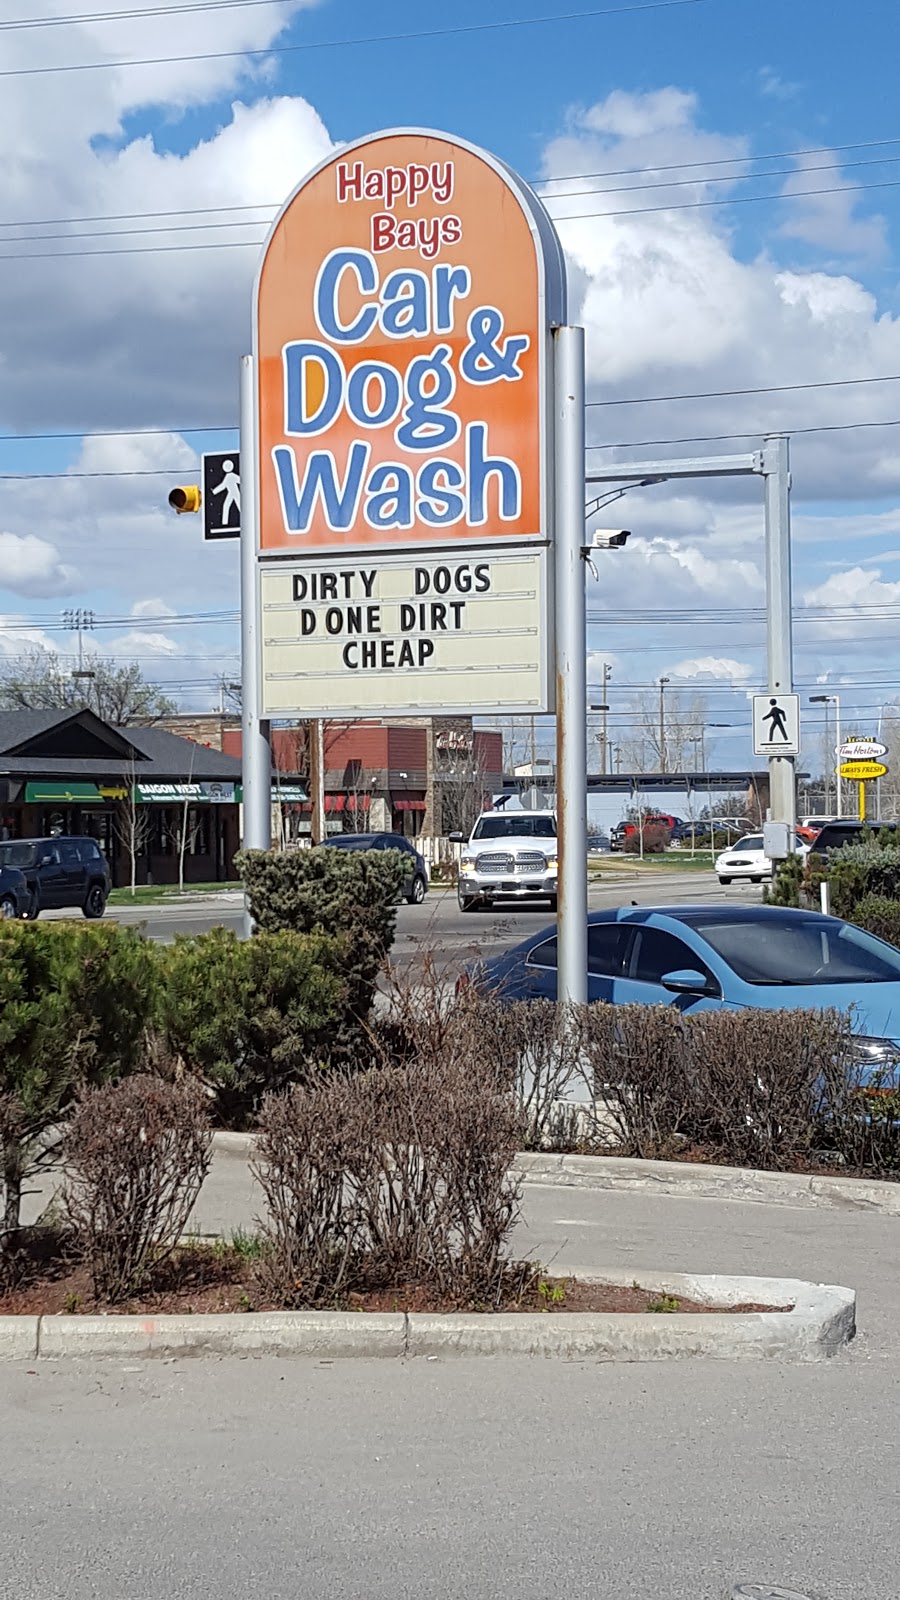 Happy
Bays
Car
&
Dog
Wash
DIRTY DOGS
DONE DIRT
CHEAP
SAIGON WEST
Tim Hortons
ALWAYS FRESH